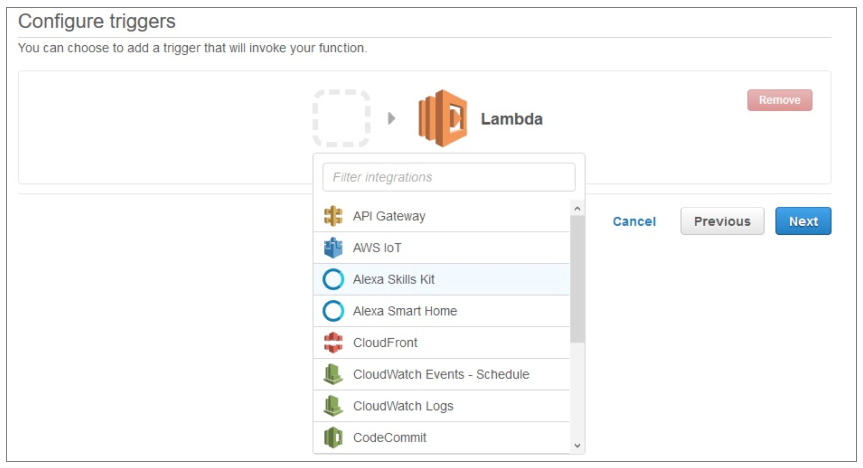 Configure triggers
You can choose to add a trigger that will invoke your function.
Lambda
Remove
Filter integrations
API Gateway
AWS IoT
Alexa Skills Kit
Alexa Smart Home
CloudFront
CloudWatch Events - Schedule
CloudWatch Logs
CodeCommit
Cancel
Previous
Next